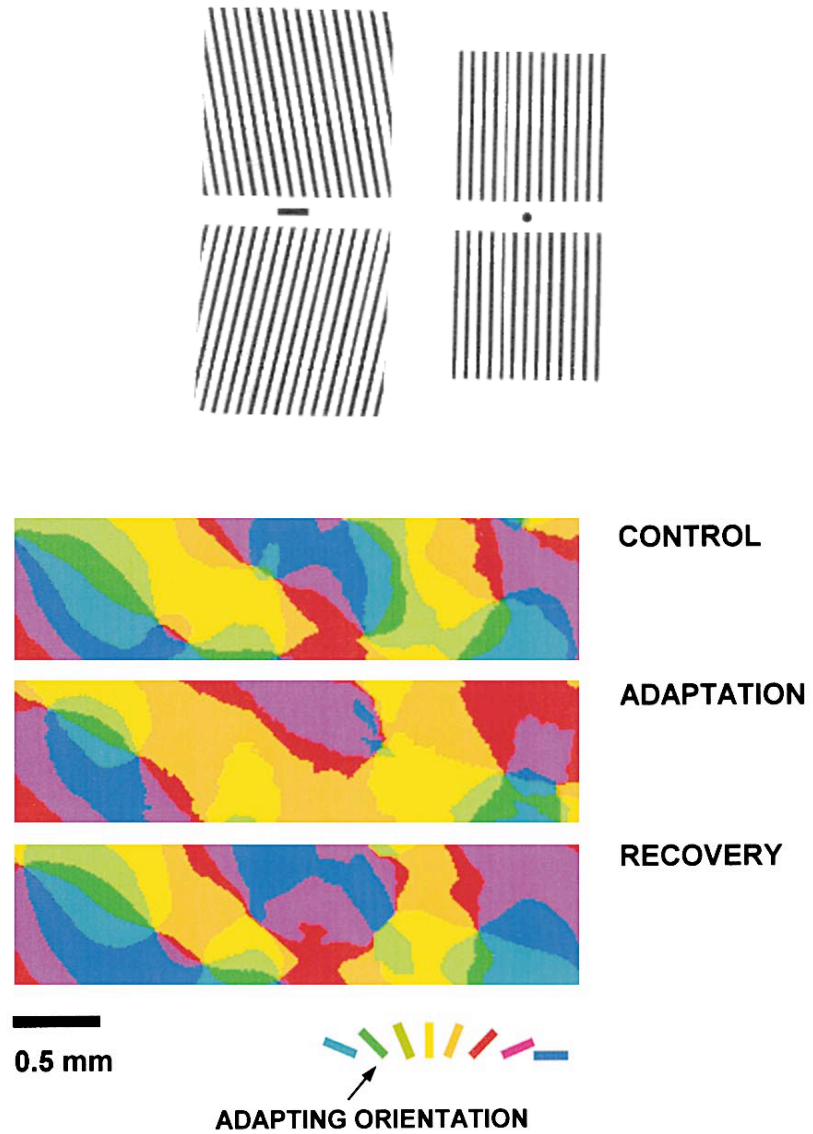 CONTROL
ADAPTATION
RECOVERY
0.5 mm
ADAPTING ORIENTATION